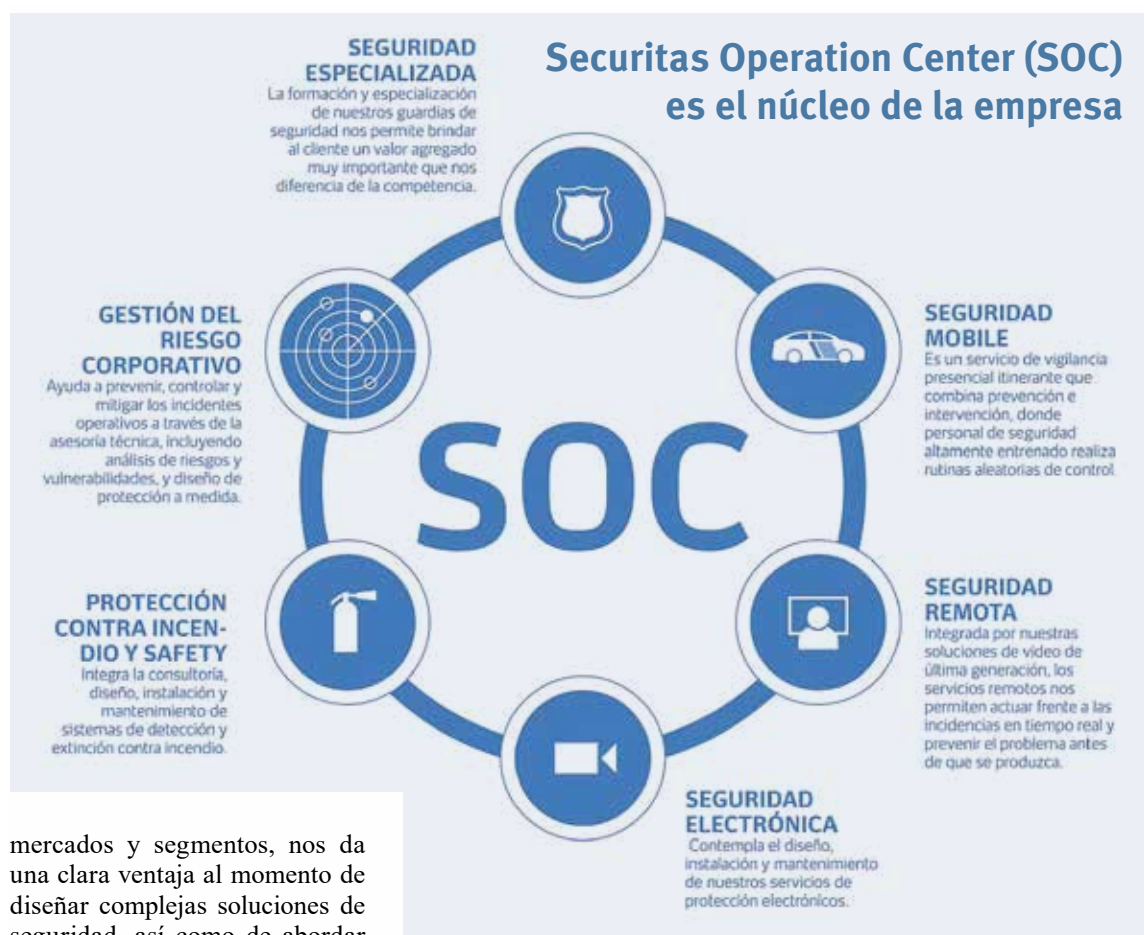 Securitas Operation Center (SOC)
es el núcleo de la empresa
SEGURIDAD
ESPECIALIZADA
La formación y especialización
de nuestros guardias de
seguridad nos permite brindar
al cliente un valor agregado
muy importante que nos
diferencia de la competencia.
SEGURIDAD
MOBILE
Es un servicio de vigilancia
presencial itinerante que
combina prevención e
intervención, donde
personal de seguridad
altamente entrenado realiza
rutinas aleatorias de control
GESTIÓN DEL
RIESGO
CORPORATIVO
Ayuda a prevenir, controlar y
mitigar los incidentes
operativos a través de la
asesoría técnica, incluyendo
análisis de riesgos y
vulnerabilidades, y diseño de
protección a medida.
SOC
SEGURIDAD
REMOTA
Integrada por nuestras
soluciones de video de
última generación, los
servicios remotos nos
permiten actuar frente a las
incidencias en tiempo real y
prevenir el problema antes
de que se produzca.
PROTECCIÓN
CONTRA INCEN-
DIO Y SAFETY
Integra la consultoría,
diseño, instalación y
mantenimiento de
sistemas de detección y
extinción contra incendio.
SEGURIDAD
ELECTRÓNICA
Contempla el diseño,
instalación y mantenimiento
de nuestros servicios de
protección electrónicos.
mercados y segmentos, nos da
una clara ventaja al momento de
diseñar complejas soluciones de
seguridad, así como de abordar